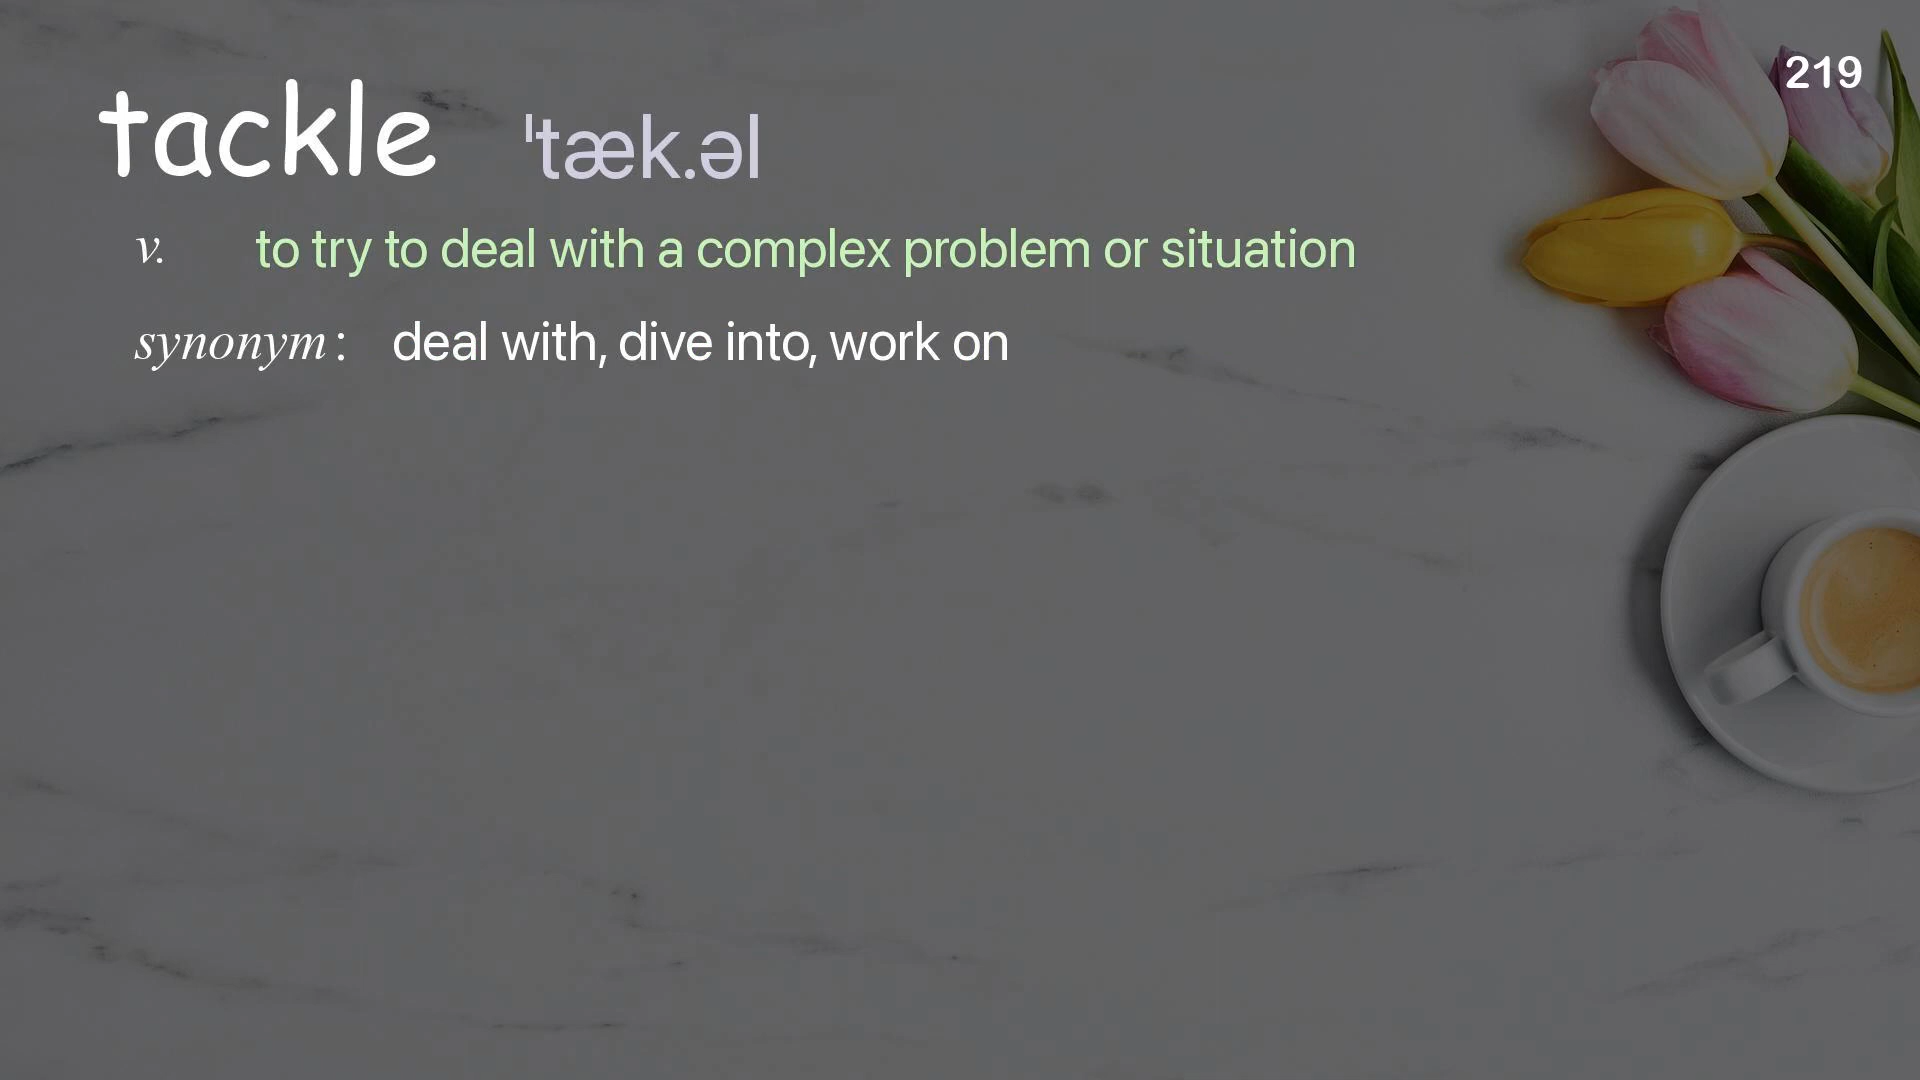 219
tackle ˈtæk.əl
v. to try to deal with a complex problem or situation
synonym: deal with, dive into, work on